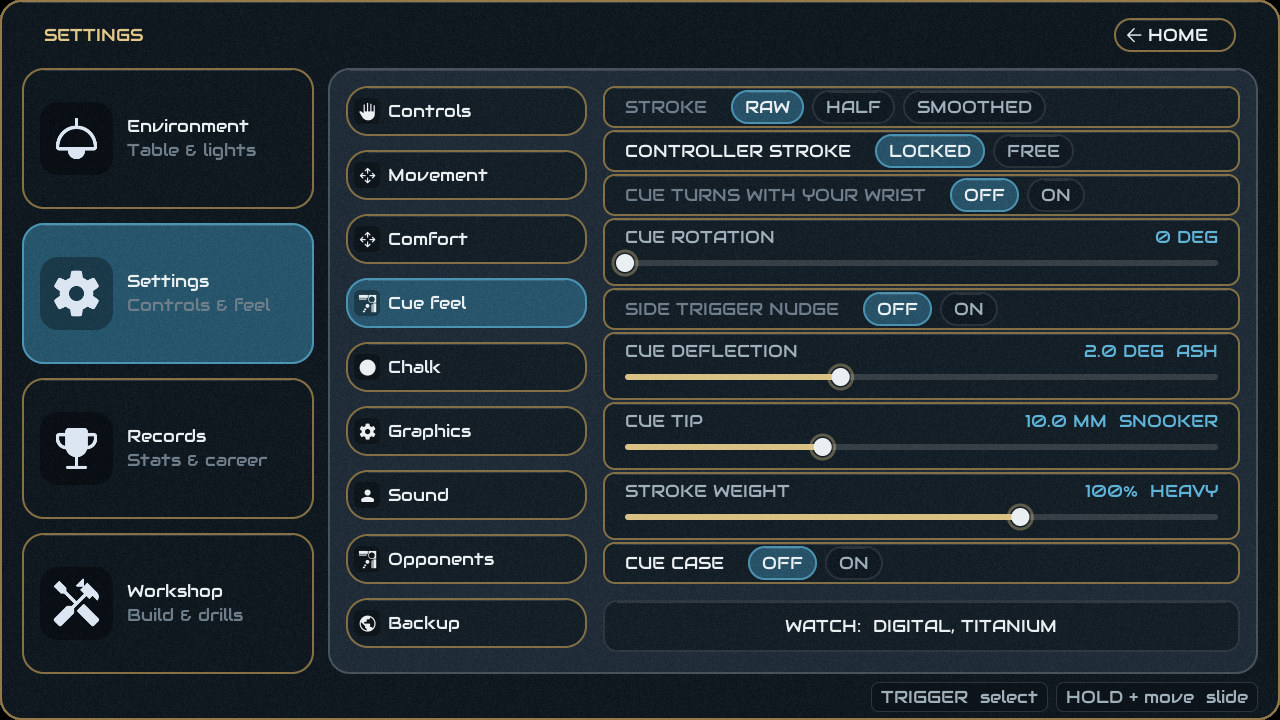 SETTINGS
← HOME
Environment
Table & lights
Settings
Controls & feel
Records
Stats & career
Workshop
Build & drills
Controls
Movement
Comfort
Cue feel
Chalk
Graphics
Sound
Opponents
Backup
STROKE RAW HALF SMOOTHED
CONTROLLER STROKE LOCKED FREE
CUE TURNS WITH YOUR WRIST OFF ON
CUE ROTATION 0 DEG
SIDE TRIGGER NUDGE OFF ON
CUE DEFLECTION 2.0 DEG ASH
CUE TIP 10.0 MM SNOOKER
STROKE WEIGHT 100% HEAVY
CUE CASE OFF ON
WATCH: DIGITAL, TITANIUM
TRIGGER select HOLD + move slide